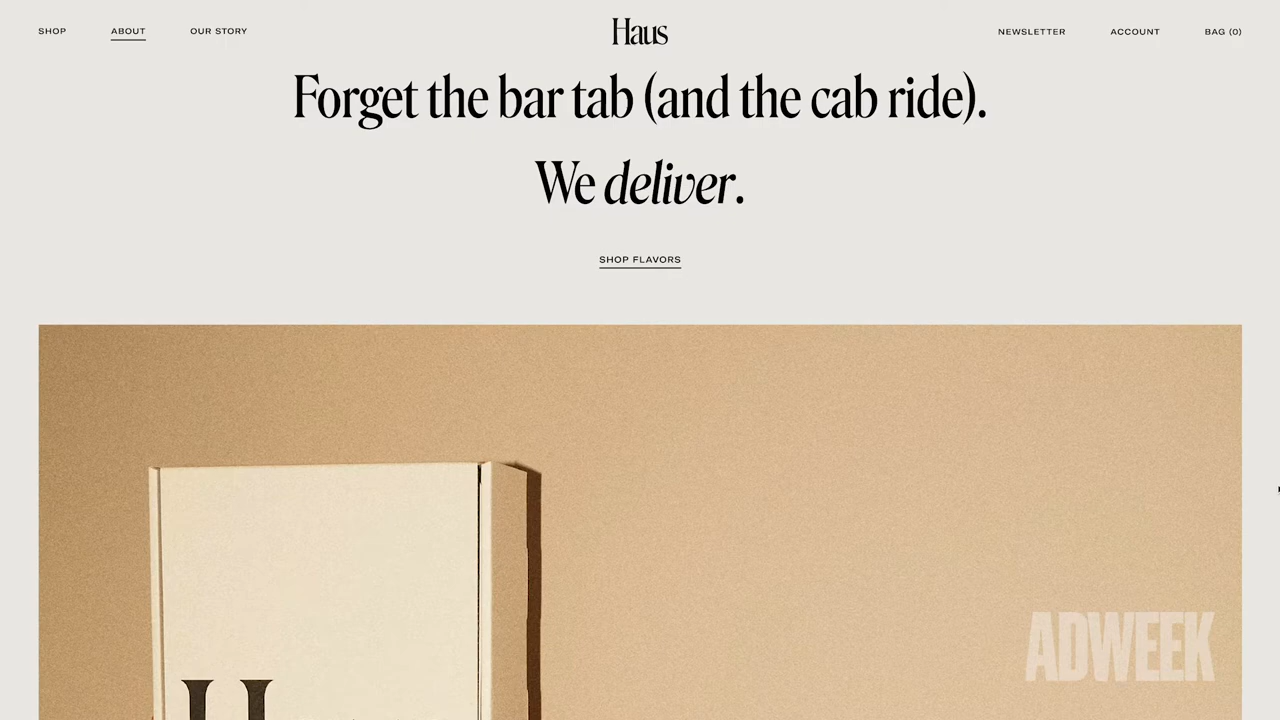 SHOP ABOUT OUR STORY Haus NEWSLETTER ACCOUNT BAG (0)
Forget the bar tab (and the cab ride).
We deliver.
SHOP FLAVORS
ADWEEK